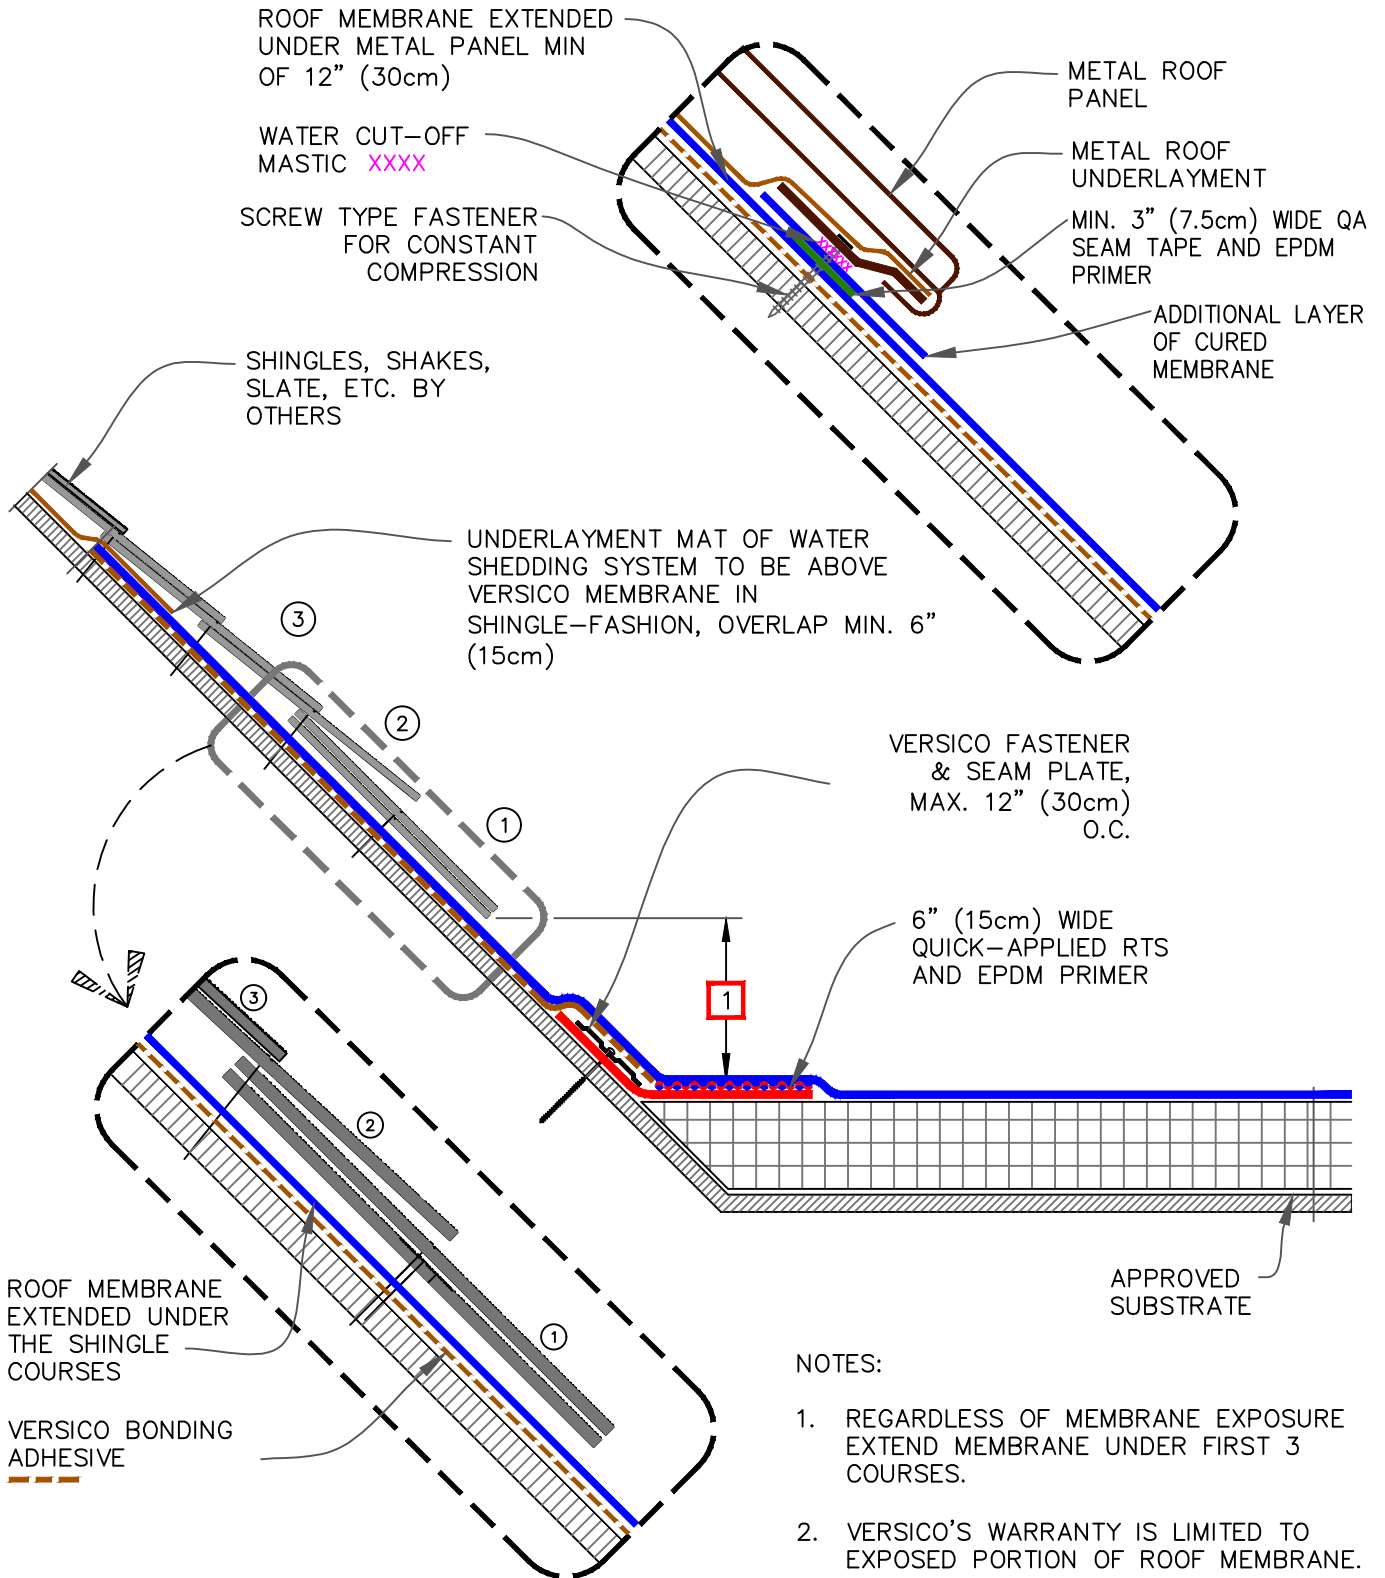 ROOF MEMBRANE EXTENDED
UNDER METAL PANEL MIN
OF 12" (30cm)
WATER CUT-OFF
MASTIC XXXX
SCREW TYPE FASTENER
FOR CONSTANT
COMPRESSION
METAL ROOF
PANEL
METAL ROOF
UNDERLAYMENT
MIN. 3" (7.5cm) WIDE QA
SEAM TAPE AND EPDM
PRIMER
ADDITIONAL LAYER
OF CURED
MEMBRANE
XXXXX
SHINGLES, SHAKES,
SLATE, ETC. BY
OTHERS
UNDERLAYMENT MAT OF WATER
SHEDDING SYSTEM TO BE ABOVE
VERSICO MEMBRANE IN
SHINGLE-FASHION, OVERLAP MIN. 6"
(15cm)
3
2
1
VERSICO FASTENER
& SEAM PLATE,
MAX. 12" (30cm)
O.C.
6" (15cm) WIDE
QUICK-APPLIED RTS
AND EPDM PRIMER
1
3
2
1
ROOF MEMBRANE
EXTENDED UNDER
THE SHINGLE
COURSES
VERSICO BONDING
ADHESIVE
APPROVED
SUBSTRATE
NOTES:
1. REGARDLESS OF MEMBRANE EXPOSURE
EXTEND MEMBRANE UNDER FIRST 3
COURSES.
2. VERSICO'S WARRANTY IS LIMITED TO
EXPOSED PORTION OF ROOF MEMBRANE.